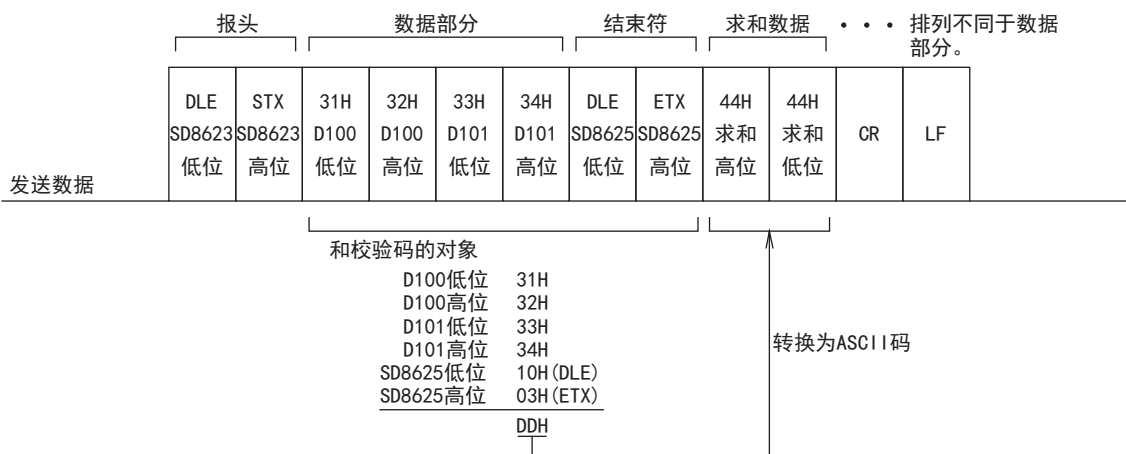 报头 数据部分 结束符 求和数据 ・・・ 排列不同于数据
部分。
DLE STX 31H 32H 33H 34H DLE ETX 44H 44H
SD8623 SD8623 D100 D100 D101 D101 SD8625 SD8625 求和 求和 CR LF
低位 高位 低位 高位 低位 高位 低位 高位 高位 低位
发送数据
和校验码的对象
D100低位 31H
D100高位 32H
D101低位 33H
D101高位 34H
转换为ASCII码
SD8625低位 10H(DLE)
SD8625高位 03H(ETX)
DDH